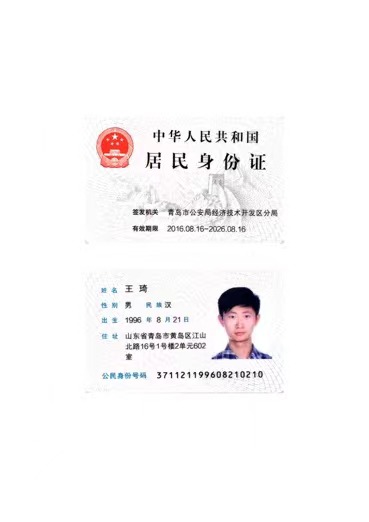 中华人民共和国
居民身份证
签发机关 青岛市公安局经济技术开发区分局
有效期限 2016.08.16-2026.08.16
姓名 王琦
性别 男 民族 汉
出生 1996 年 8 月 21 日
住址 山东省青岛市黄岛区江山
北路16号1号楼2单元602
室
公民身份号码 371121199608210210